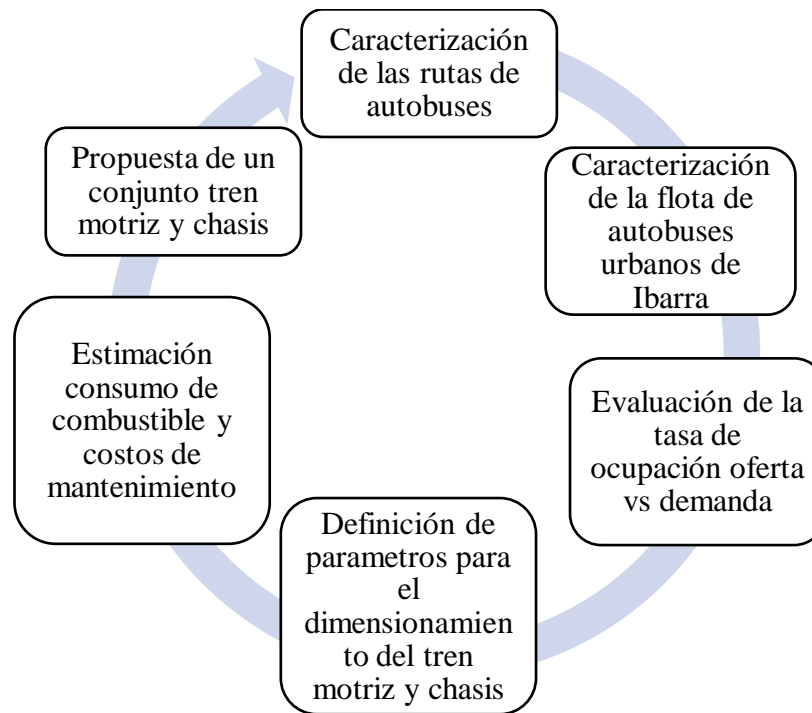 Caracterización
de las rutas de
autobuses
Caracterización
de la flota de
autobuses
urbanos de
Ibarra
Evaluación de la
tasa de
ocupación oferta
vs demanda
Definición de
parametros para
el
dimensionamien
to del tren
motriz y chasis
Estimación
consumo de
combustible y
costos de
mantenimiento
Propuesta de un
conjunto tren
motriz y chasis